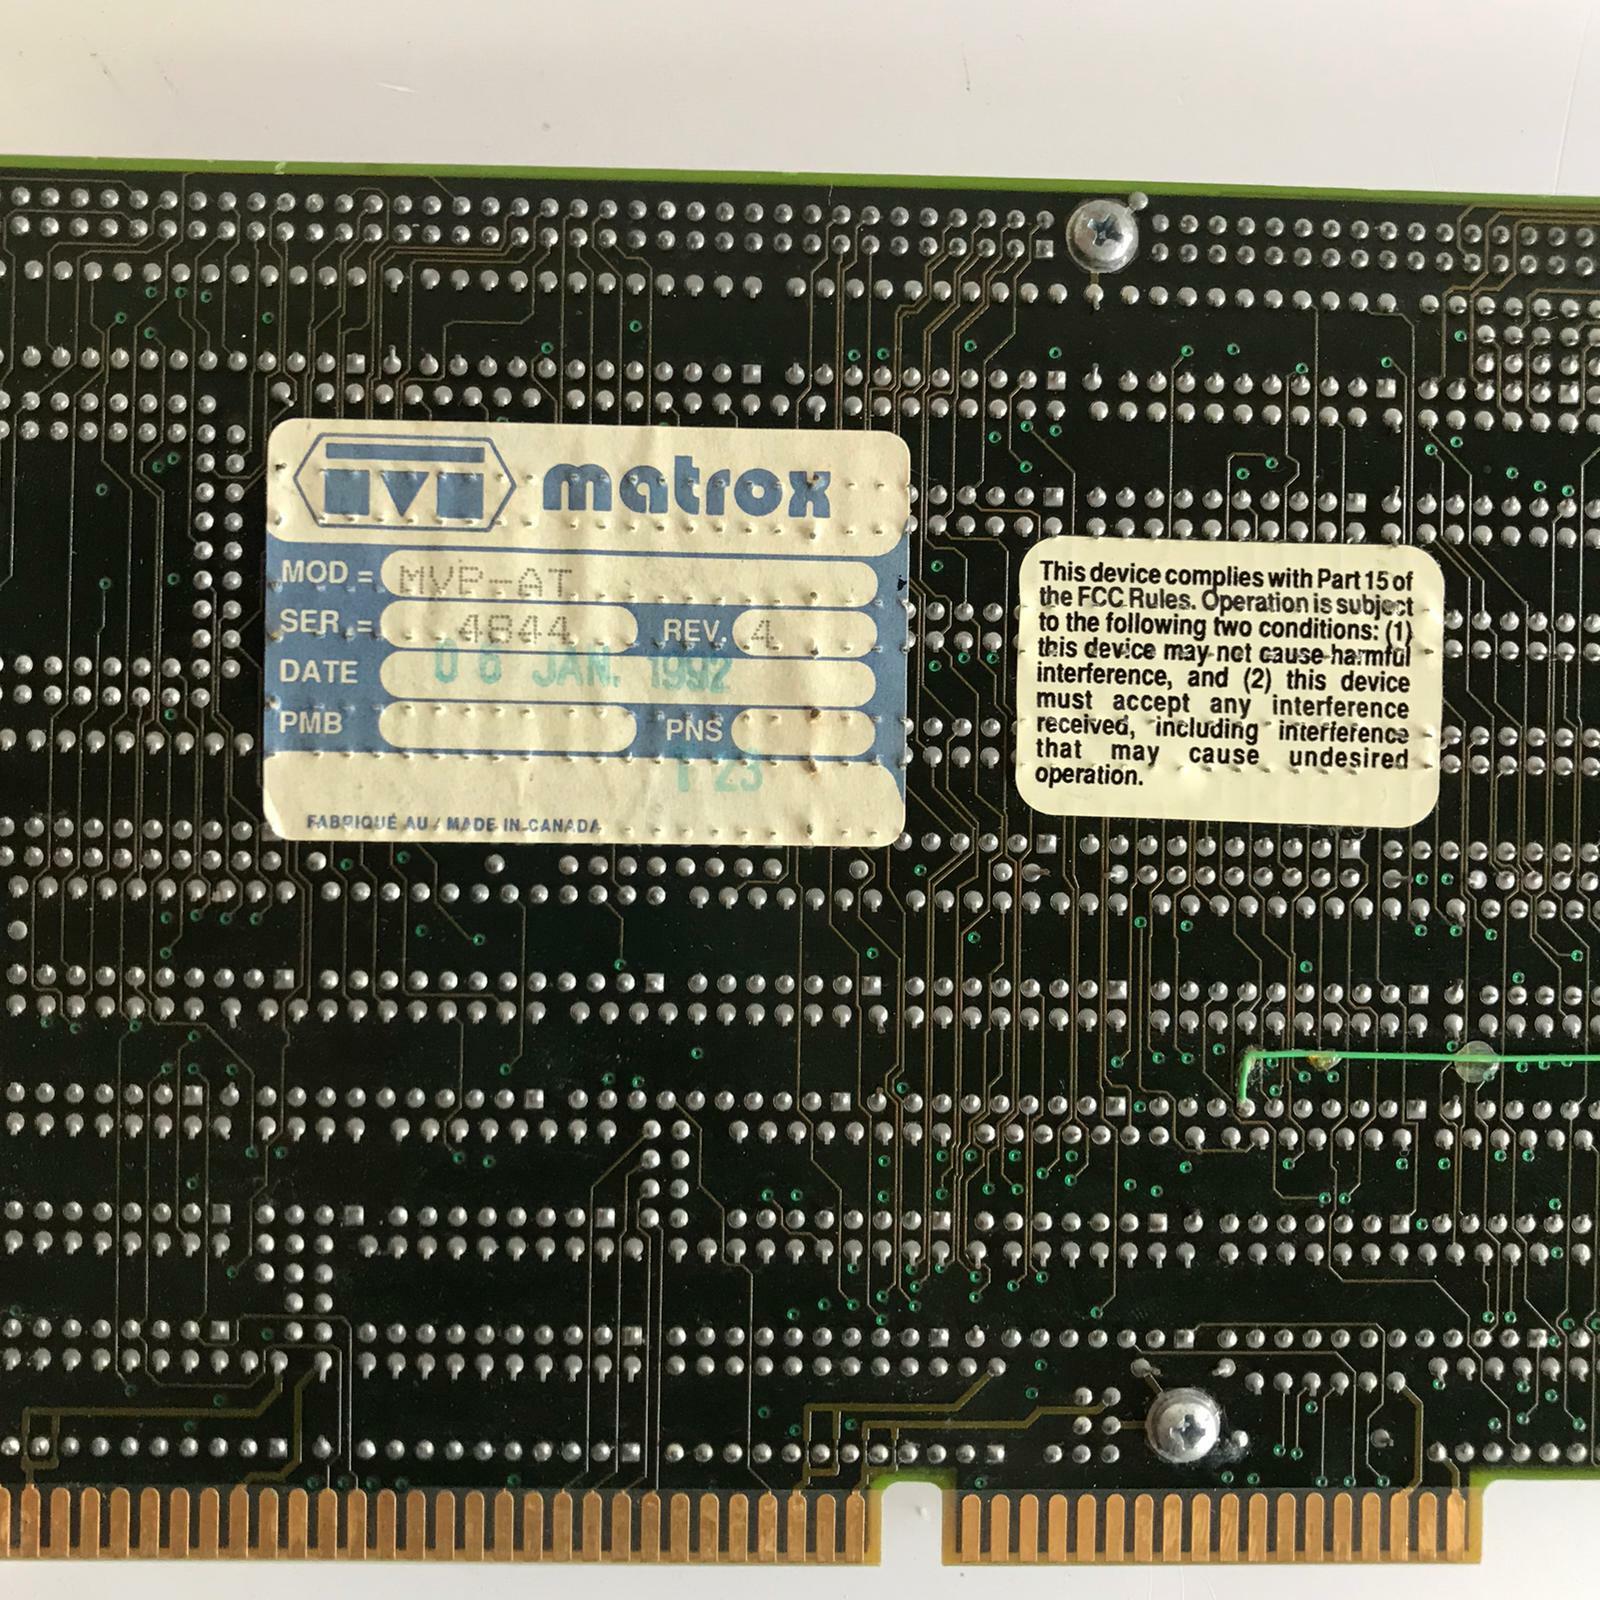 matrox
MOD = MVP-AT
SER. = 4844 REV. 4
DATE 06 JAN. 1992
PMB PNS
T 23
FABRIQUÉ AU / MADE IN CANADA
This device complies with Part 15 of
the FCC Rules. Operation is subject
to the following two conditions: (1)
this device may not cause harmful
interference, and (2) this device
must accept any interference
received, including interference
that may cause undesired
operation.